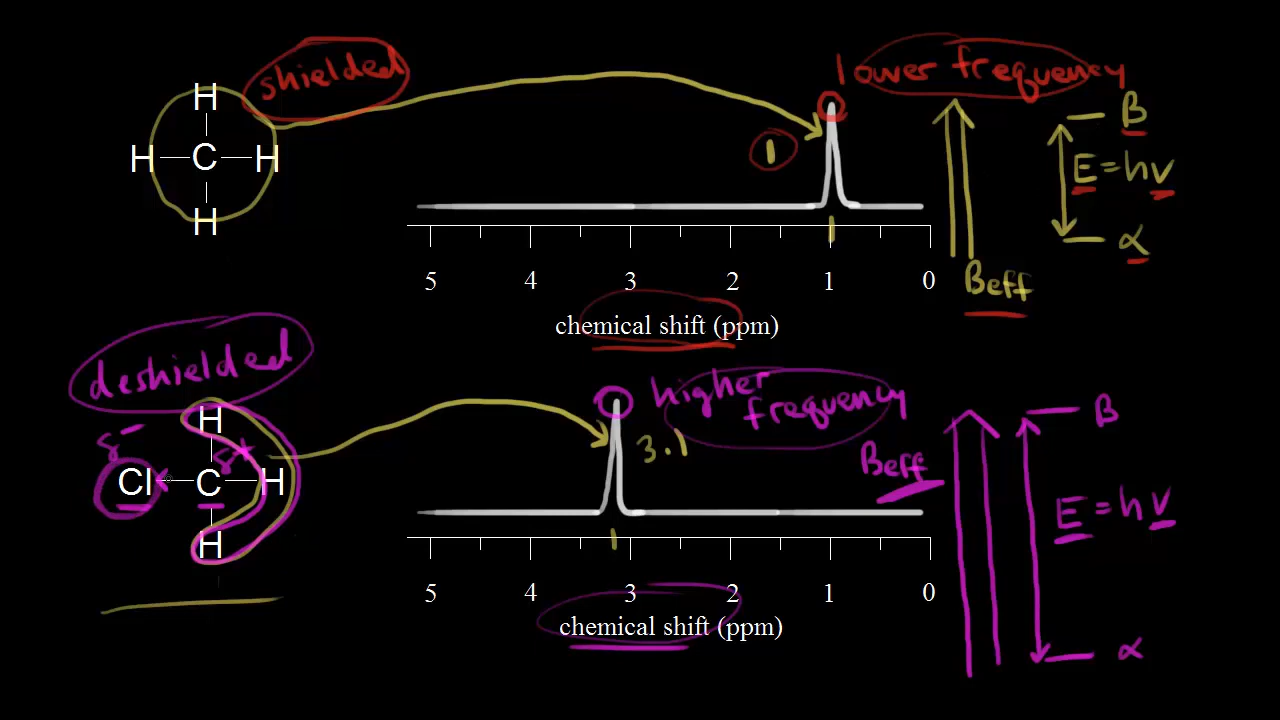 shielded
lower frequency
H
H — C — H
H
1
β
E = hν
α
Beff
5 4 3 2 1 0
chemical shift (ppm)
deshielded
higher
frequency
3.1
Beff
H
δ- δ+
Cl — C — H
H
β
E = hν
α
5 4 3 2 1 0
chemical shift (ppm)